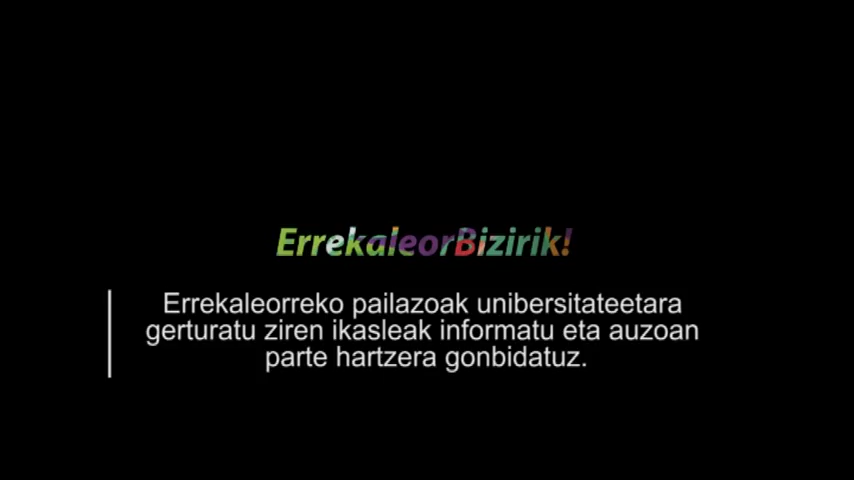 ErrekaleorBizirik!
Errekaleorreko pailazoak unibersitateetara
gerturatu ziren ikasleak informatu eta auzoan
parte hartzera gonbidatuz.